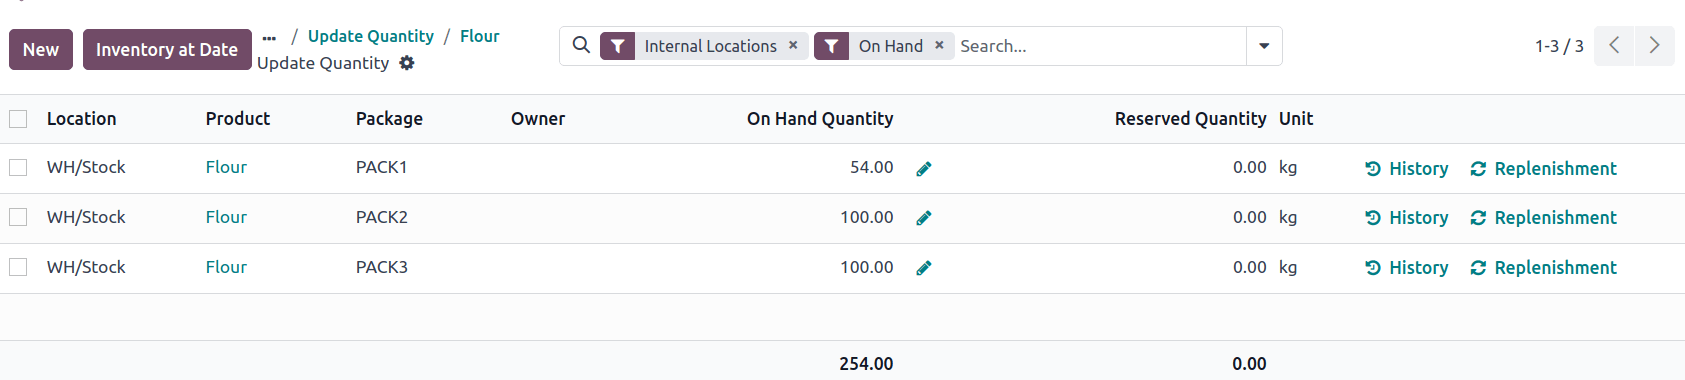 New Inventory at Date ... / Update Quantity / Flour
Update Quantity
Internal Locations × On Hand × Search...
1-3 / 3
Location Product Package Owner On Hand Quantity Reserved Quantity Unit
WH/Stock Flour PACK1 54.00 0.00 kg History Replenishment
WH/Stock Flour PACK2 100.00 0.00 kg History Replenishment
WH/Stock Flour PACK3 100.00 0.00 kg History Replenishment
254.00 0.00